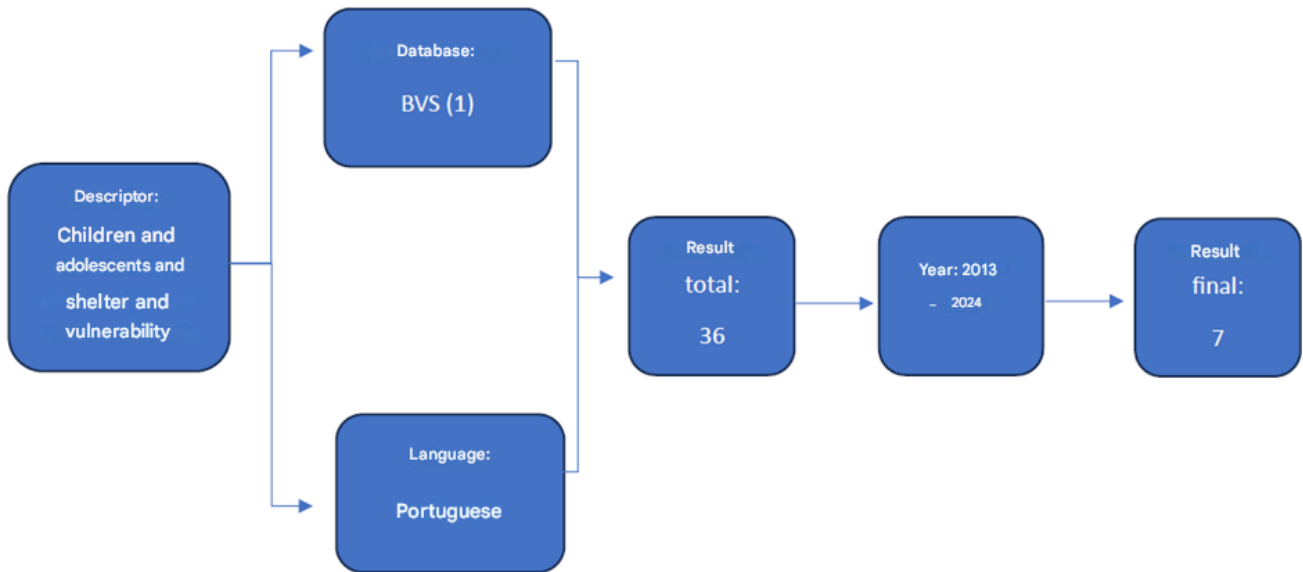 Descriptor:
Children and
adolescents and
shelter and
vulnerability
Database:
BVS (1)
Language:
Portuguese
Result
total:
36
Year: 2013
– 2024
Result
final:
7